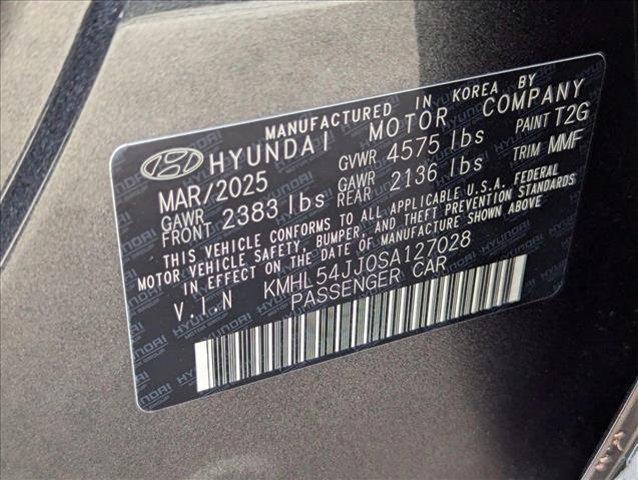 MANUFACTURED IN KOREA BY
HYUNDAI MOTOR COMPANY
MAR/2025 GVWR 4575 lbs PAINT T2G
GAWR FRONT 2383 lbs GAWR REAR 2136 lbs TRIM MMF
THIS VEHICLE CONFORMS TO ALL APPLICABLE U.S.A. FEDERAL
MOTOR VEHICLE SAFETY, BUMPER, AND THEFT PREVENTION STANDARDS
IN EFFECT ON THE DATE OF MANUFACTURE SHOWN ABOVE
V.I.N KMHL54JJ0SA127028
PASSENGER CAR